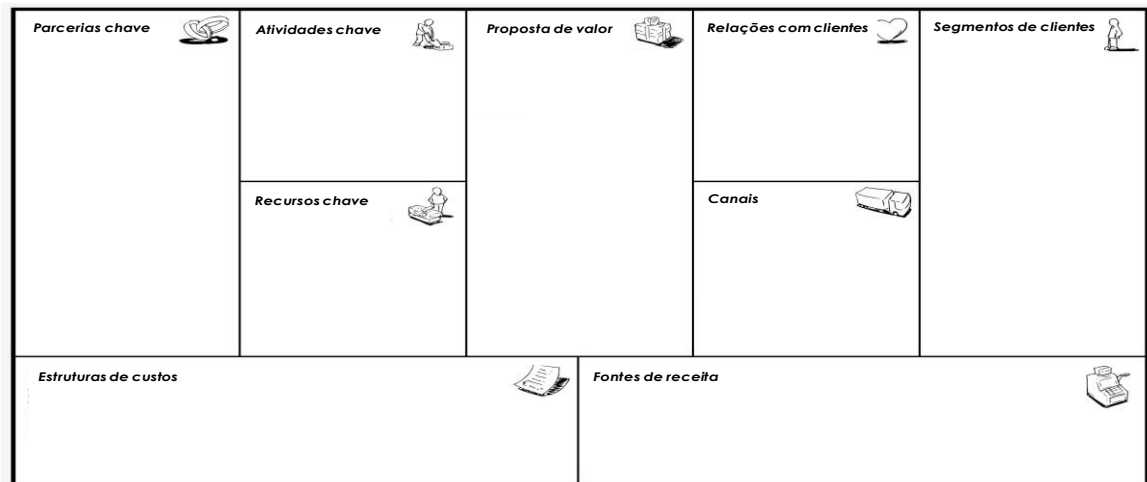 Parcerias chave
Atividades chave
Proposta de valor
Relações com clientes
Segmentos de clientes
Recursos chave
Canais
Estruturas de custos
Fontes de receita